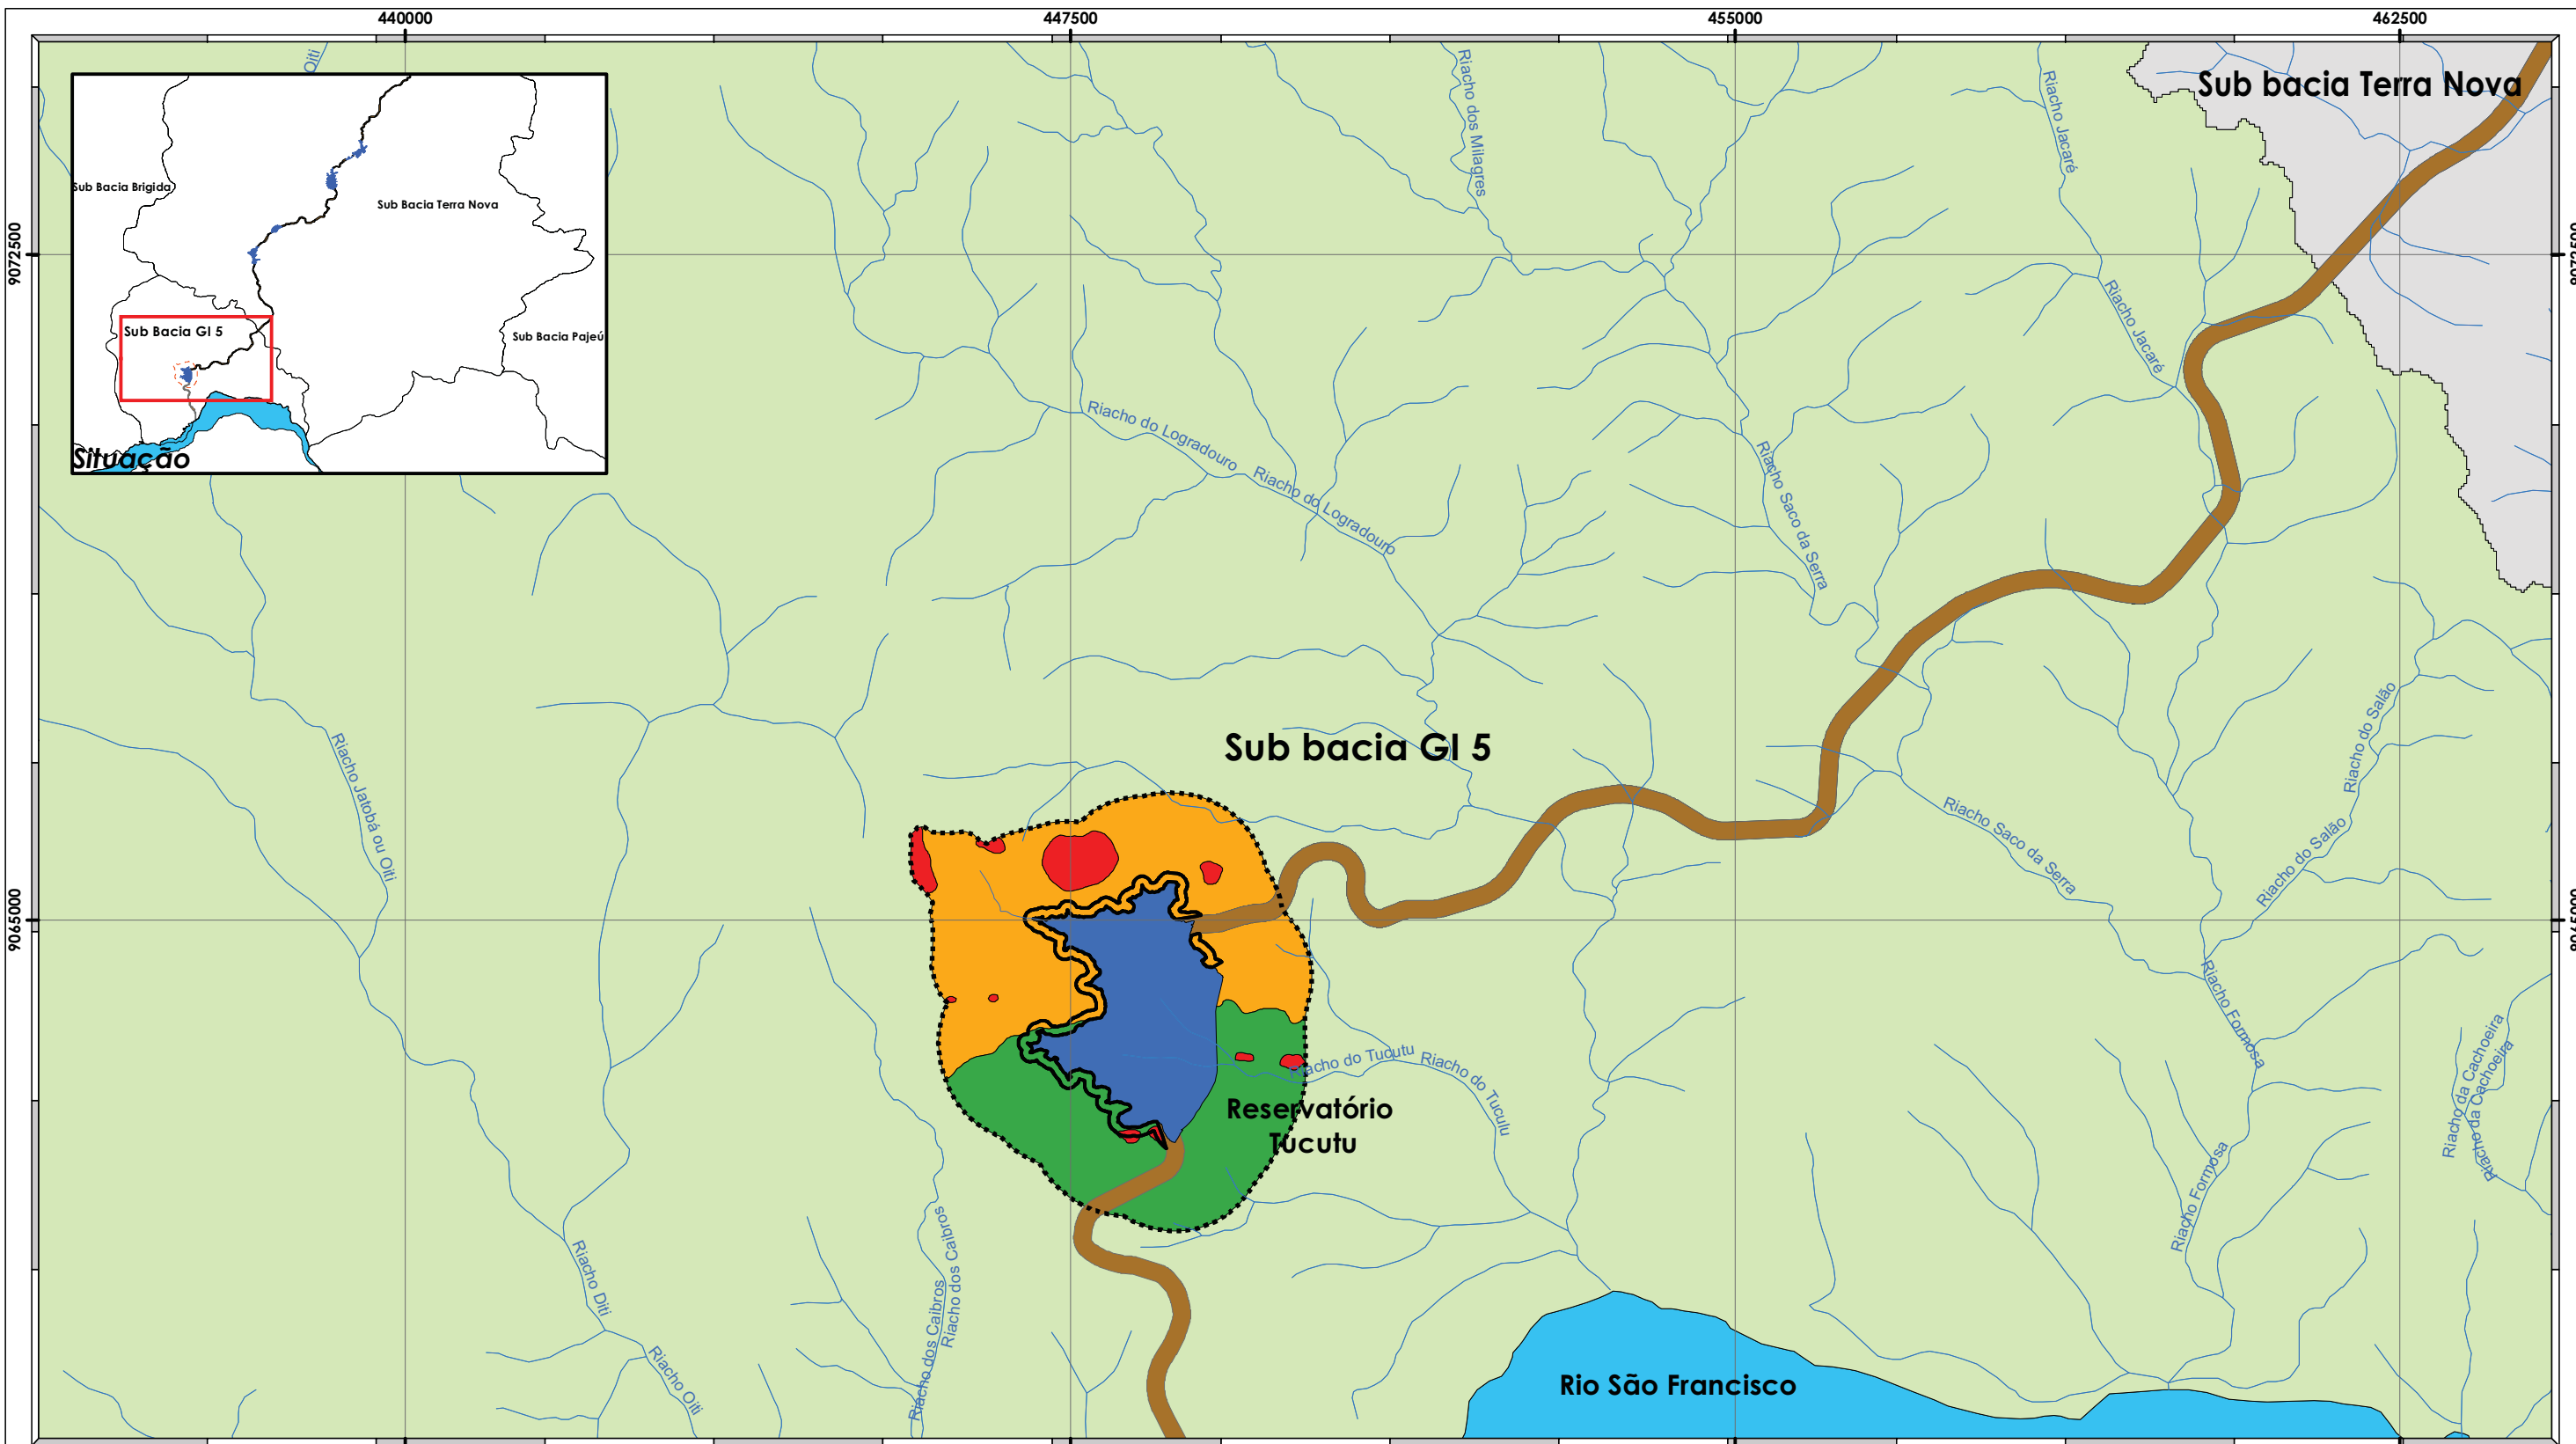 440000
447500
455000
462500
Oiti
Riacho dos Milagres
Riacho Jacaré
Sub bacia Terra Nova
Sub Bacia Brigida
Sub Bacia Terra Nova
Sub Bacia GI 5
Sub Bacia Pajeú
Situação
9072500
Riacho Jacaré
Riacho do Logradouro
Riacho do Logradouro
Riacho Saco da Serra
Riacho Jatobá ou Oiti
Sub bacia GI 5
Riacho do Salão
Riacho Saco da Serra
Riacho do Salão
9065000
Riacho Formosa
Riacho do Tucutu
Riacho do Tucutu
Reservatório
Tucutu
Riacho da Cachoeira
Riacho da Cachoeira
Riacho Formosa
Riacho Diti
Riacho dos Caibros
Riacho dos Caibros
Riacho Oiti
Rio São Francisco